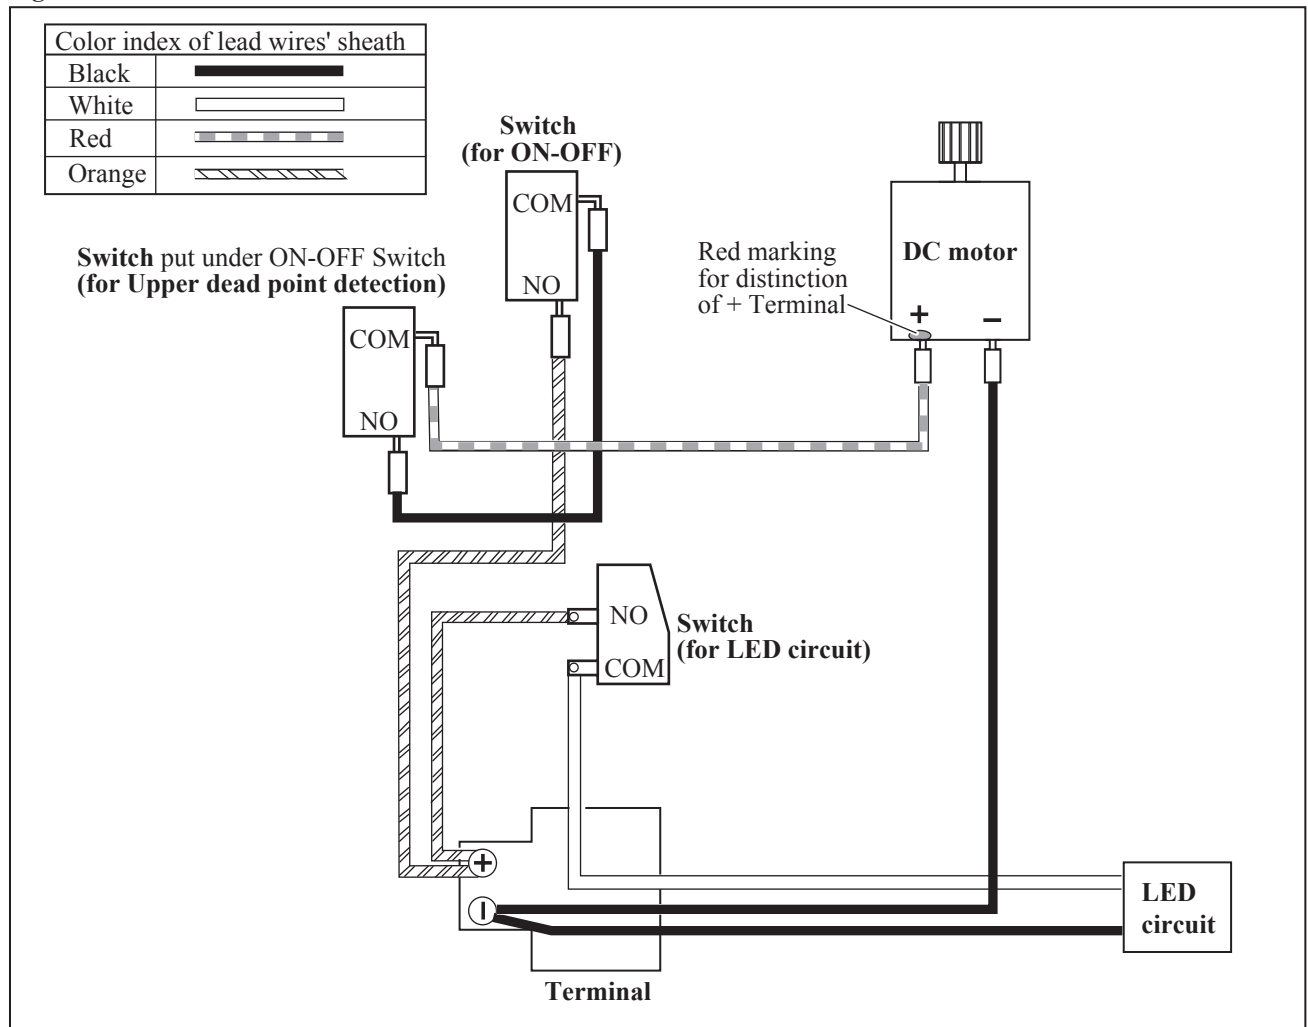 Color index of lead wires' sheath
Black
White
Red
Orange
Switch
(for ON-OFF)
COM
NO
Switch put under ON-OFF Switch
(for Upper dead point detection)
COM
NO
Red marking
for distinction
of + Terminal
DC motor
+ –
NO
COM
Switch
(for LED circuit)
+
–
LED
circuit
Terminal